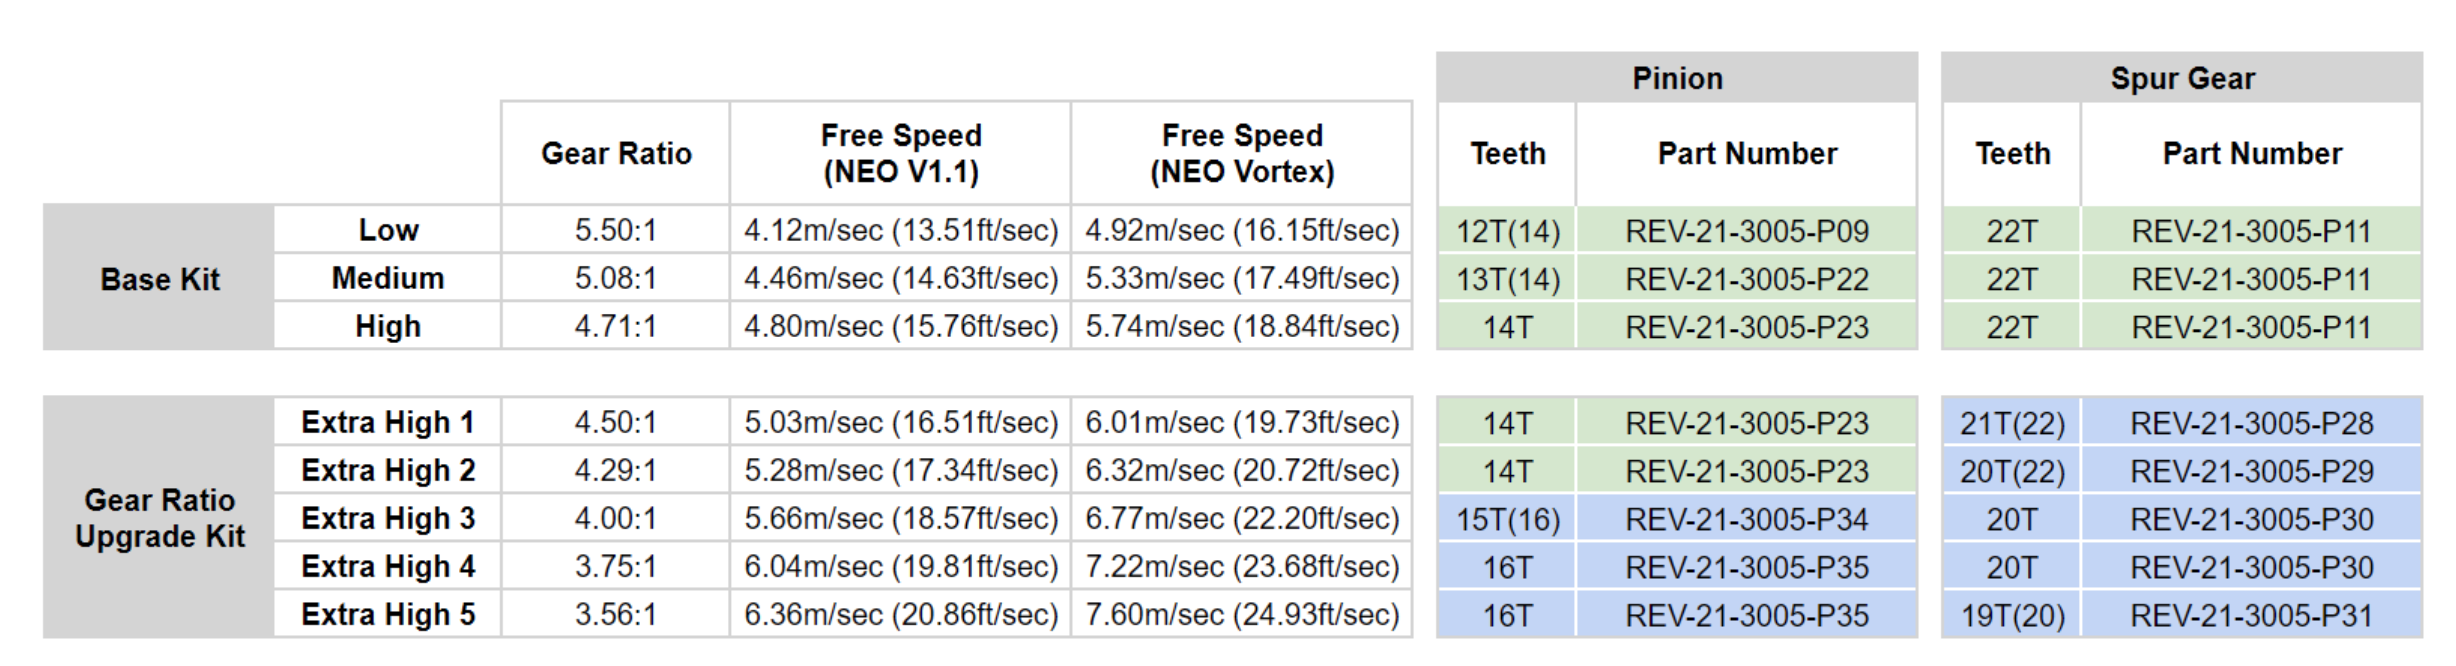 Pinion Spur Gear
Gear Ratio Free Speed (NEO V1.1) Free Speed (NEO Vortex) Teeth Part Number Teeth Part Number
Base Kit
Low 5.50:1 4.12m/sec (13.51ft/sec) 4.92m/sec (16.15ft/sec) 12T(14) REV-21-3005-P09 22T REV-21-3005-P11
Medium 5.08:1 4.46m/sec (14.63ft/sec) 5.33m/sec (17.49ft/sec) 13T(14) REV-21-3005-P22 22T REV-21-3005-P11
High 4.71:1 4.80m/sec (15.76ft/sec) 5.74m/sec (18.84ft/sec) 14T REV-21-3005-P23 22T REV-21-3005-P11
Gear Ratio
Upgrade Kit
Extra High 1 4.50:1 5.03m/sec (16.51ft/sec) 6.01m/sec (19.73ft/sec) 14T REV-21-3005-P23 21T(22) REV-21-3005-P28
Extra High 2 4.29:1 5.28m/sec (17.34ft/sec) 6.32m/sec (20.72ft/sec) 14T REV-21-3005-P23 20T(22) REV-21-3005-P29
Extra High 3 4.00:1 5.66m/sec (18.57ft/sec) 6.77m/sec (22.20ft/sec) 15T(16) REV-21-3005-P34 20T REV-21-3005-P30
Extra High 4 3.75:1 6.04m/sec (19.81ft/sec) 7.22m/sec (23.68ft/sec) 16T REV-21-3005-P35 20T REV-21-3005-P30
Extra High 5 3.56:1 6.36m/sec (20.86ft/sec) 7.60m/sec (24.93ft/sec) 16T REV-21-3005-P35 19T(20) REV-21-3005-P31